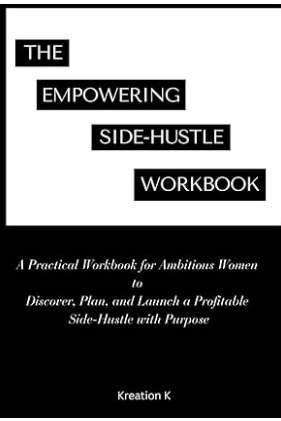 THE
EMPOWERING
SIDE-HUSTLE
WORKBOOK
A Practical Workbook for Ambitious Women
to
Discover, Plan, and Launch a Profitable
Side-Hustle with Purpose
Kreation K